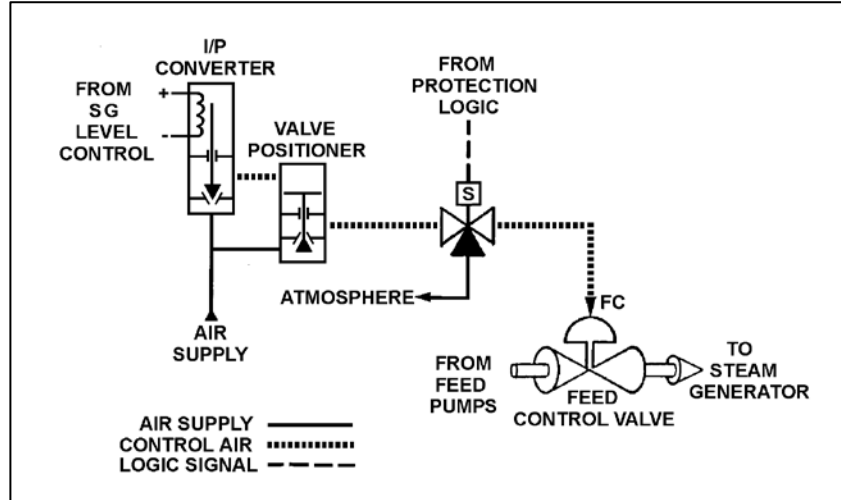 I/P
CONVERTER
FROM
SG
LEVEL
CONTROL
+
-
VALVE
POSITIONER
FROM
PROTECTION
LOGIC
S
ATMOSPHERE
AIR
SUPPLY
FC
FROM
FEED
PUMPS
FEED
CONTROL VALVE
TO
STEAM
GENERATOR
AIR SUPPLY
CONTROL AIR
LOGIC SIGNAL